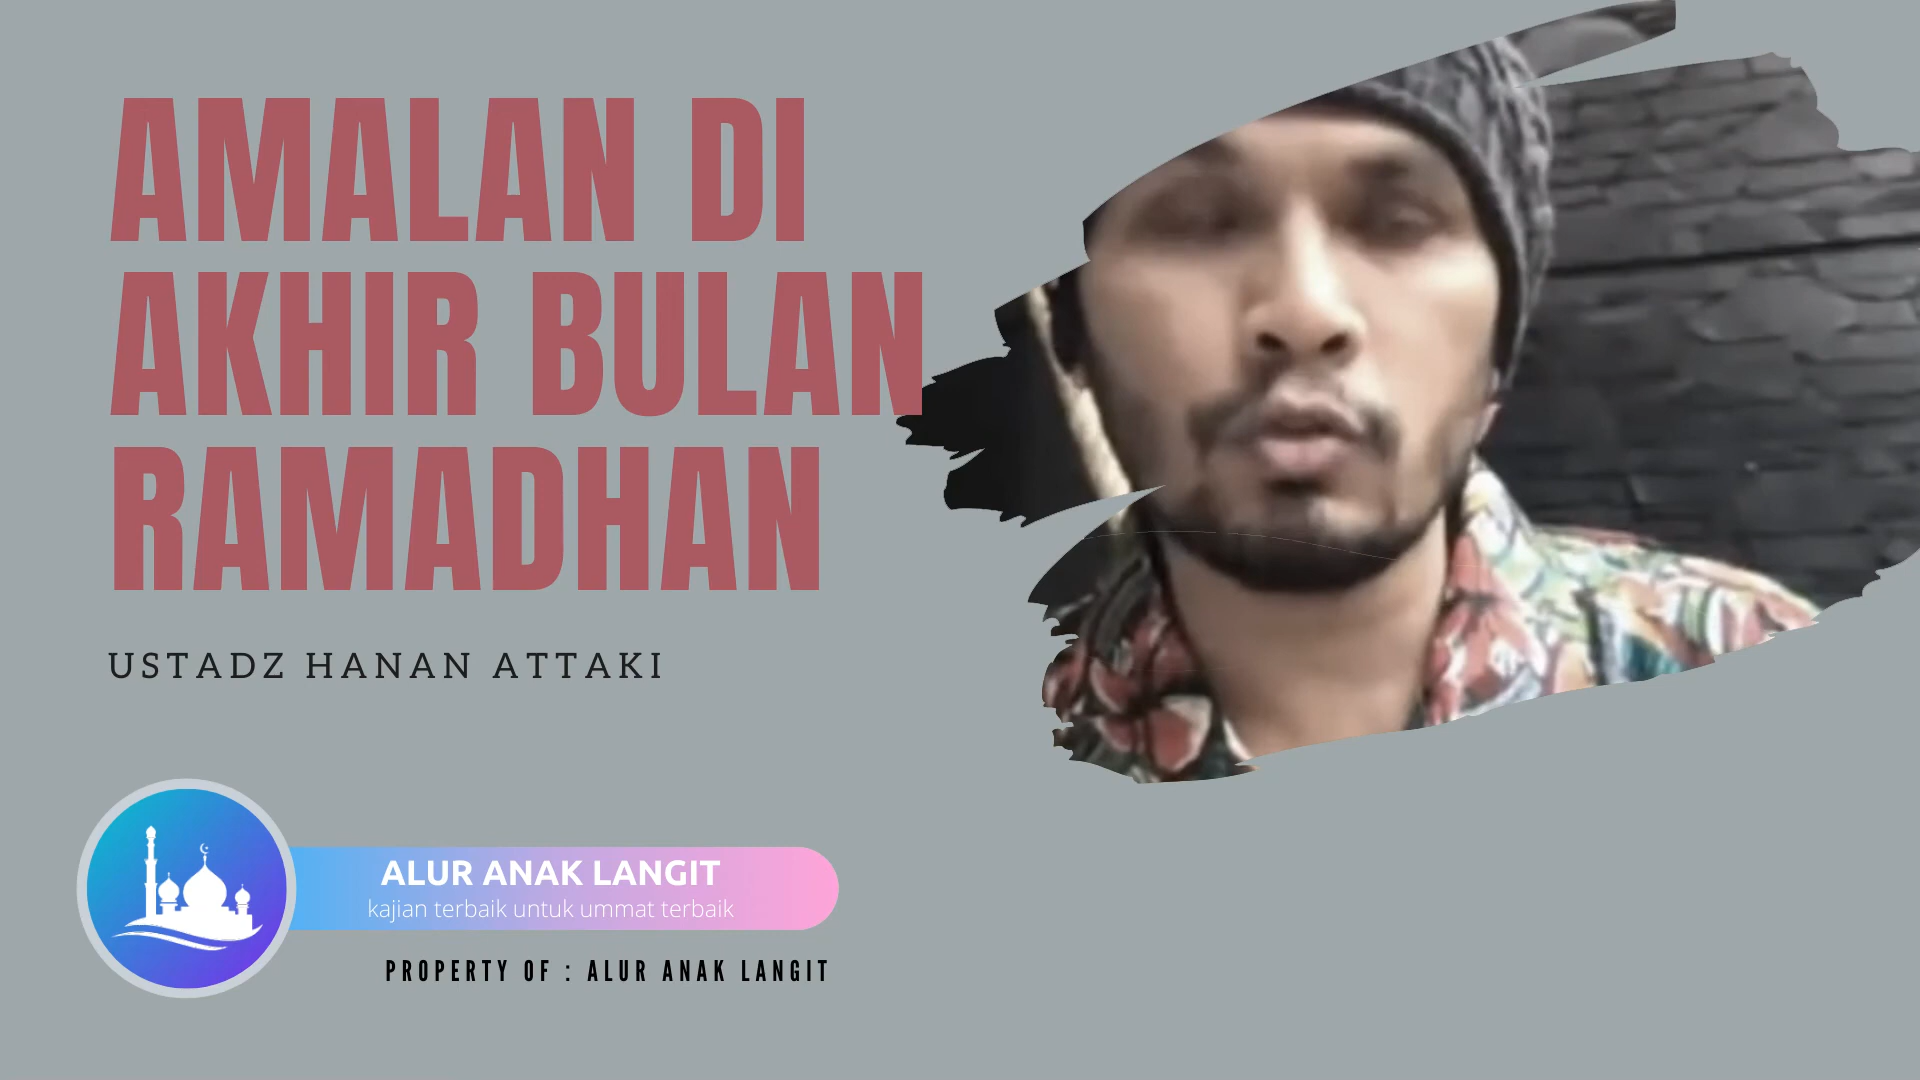 AMALAN DI
AKHIR BULAN
RAMADHAN
USTADZ HANAN ATTAKI
ALUR ANAK LANGIT
kajian terbaik untuk ummat terbaik
PROPERTY OF : ALUR ANAK LANGIT